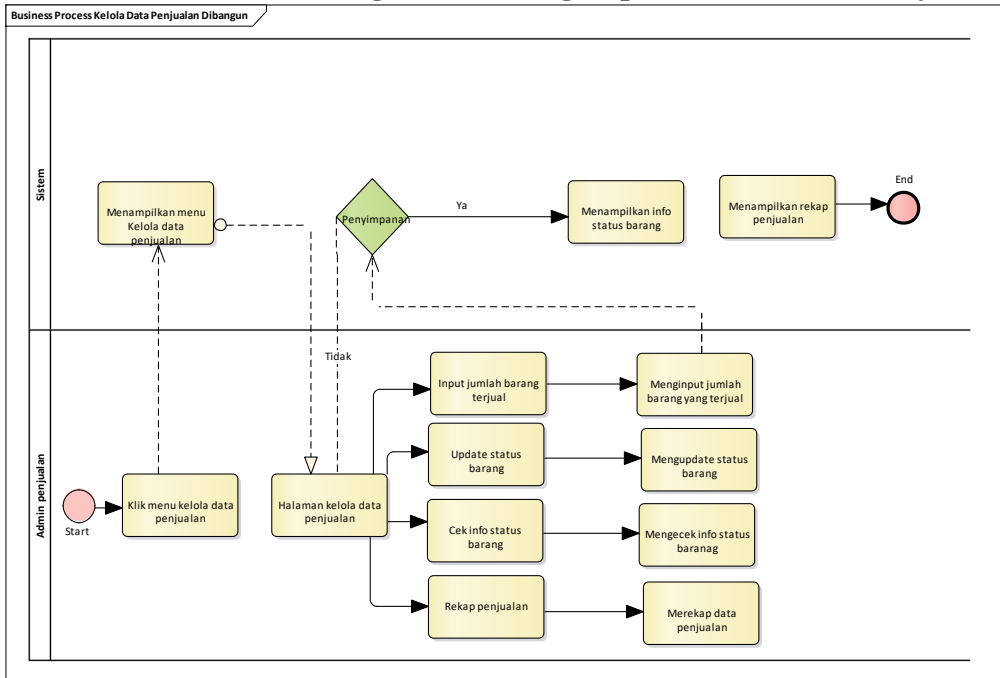 Business Process Kelola Data Penjualan Dibangun
Sistem
Menampilkan menu
Kelola data
penjualan
Penyimpanan
Ya
Menampilkan info
status barang
Menampilkan rekap
penjualan
End
Tidak
Admin penjualan
Start
Klik menu kelola data
penjualan
Halaman kelola data
penjualan
Input jumlah barang
terjual
Menginput jumlah
barang yang terjual
Update status
barang
Mengupdate status
barang
Cek info status
barang
Mengecek info status
baranag
Rekap penjualan
Merekap data
penjualan